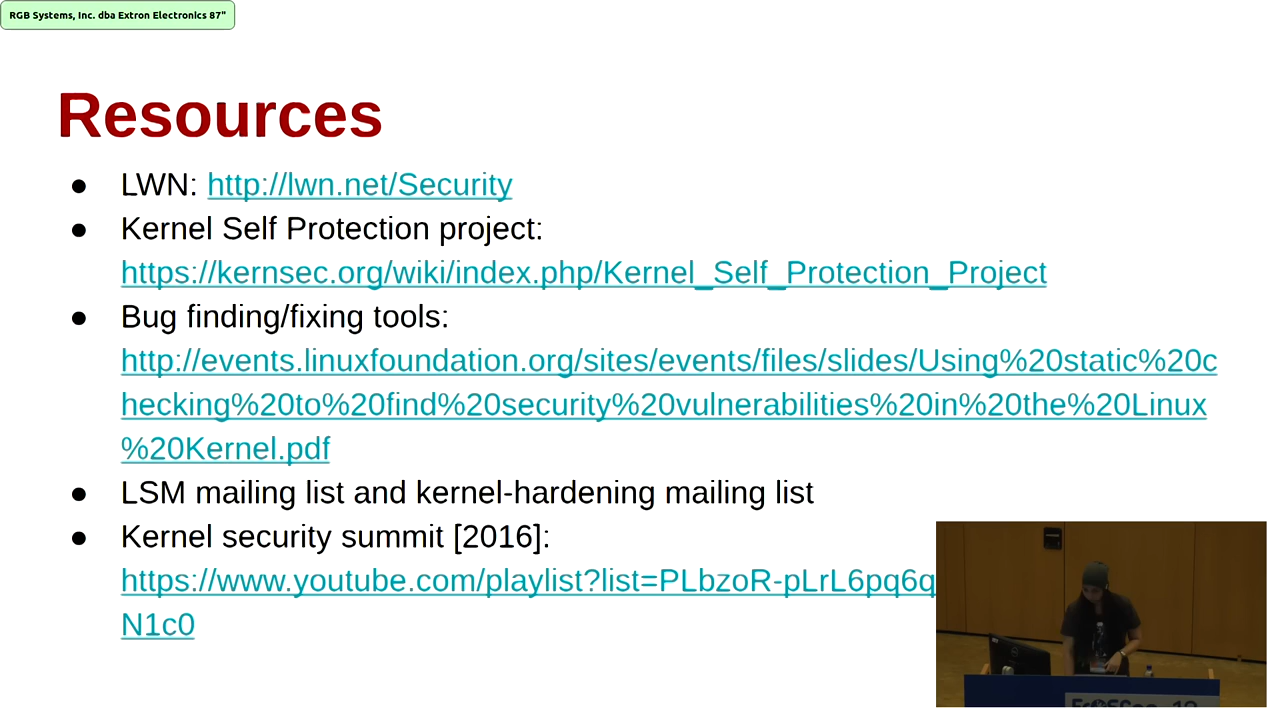 RGB Systems, Inc. dba Extron Electronics 87"
Resources
● LWN: http://lwn.net/Security
● Kernel Self Protection project:
https://kernsec.org/wiki/index.php/Kernel_Self_Protection_Project
● Bug finding/fixing tools:
http://events.linuxfoundation.org/sites/events/files/slides/Using%20static%20c
hecking%20to%20find%20security%20vulnerabilities%20in%20the%20Linux
%20Kernel.pdf
● LSM mailing list and kernel-hardening mailing list
● Kernel security summit [2016]:
https://www.youtube.com/playlist?list=PLbzoR-pLrL6pq6q
N1c0